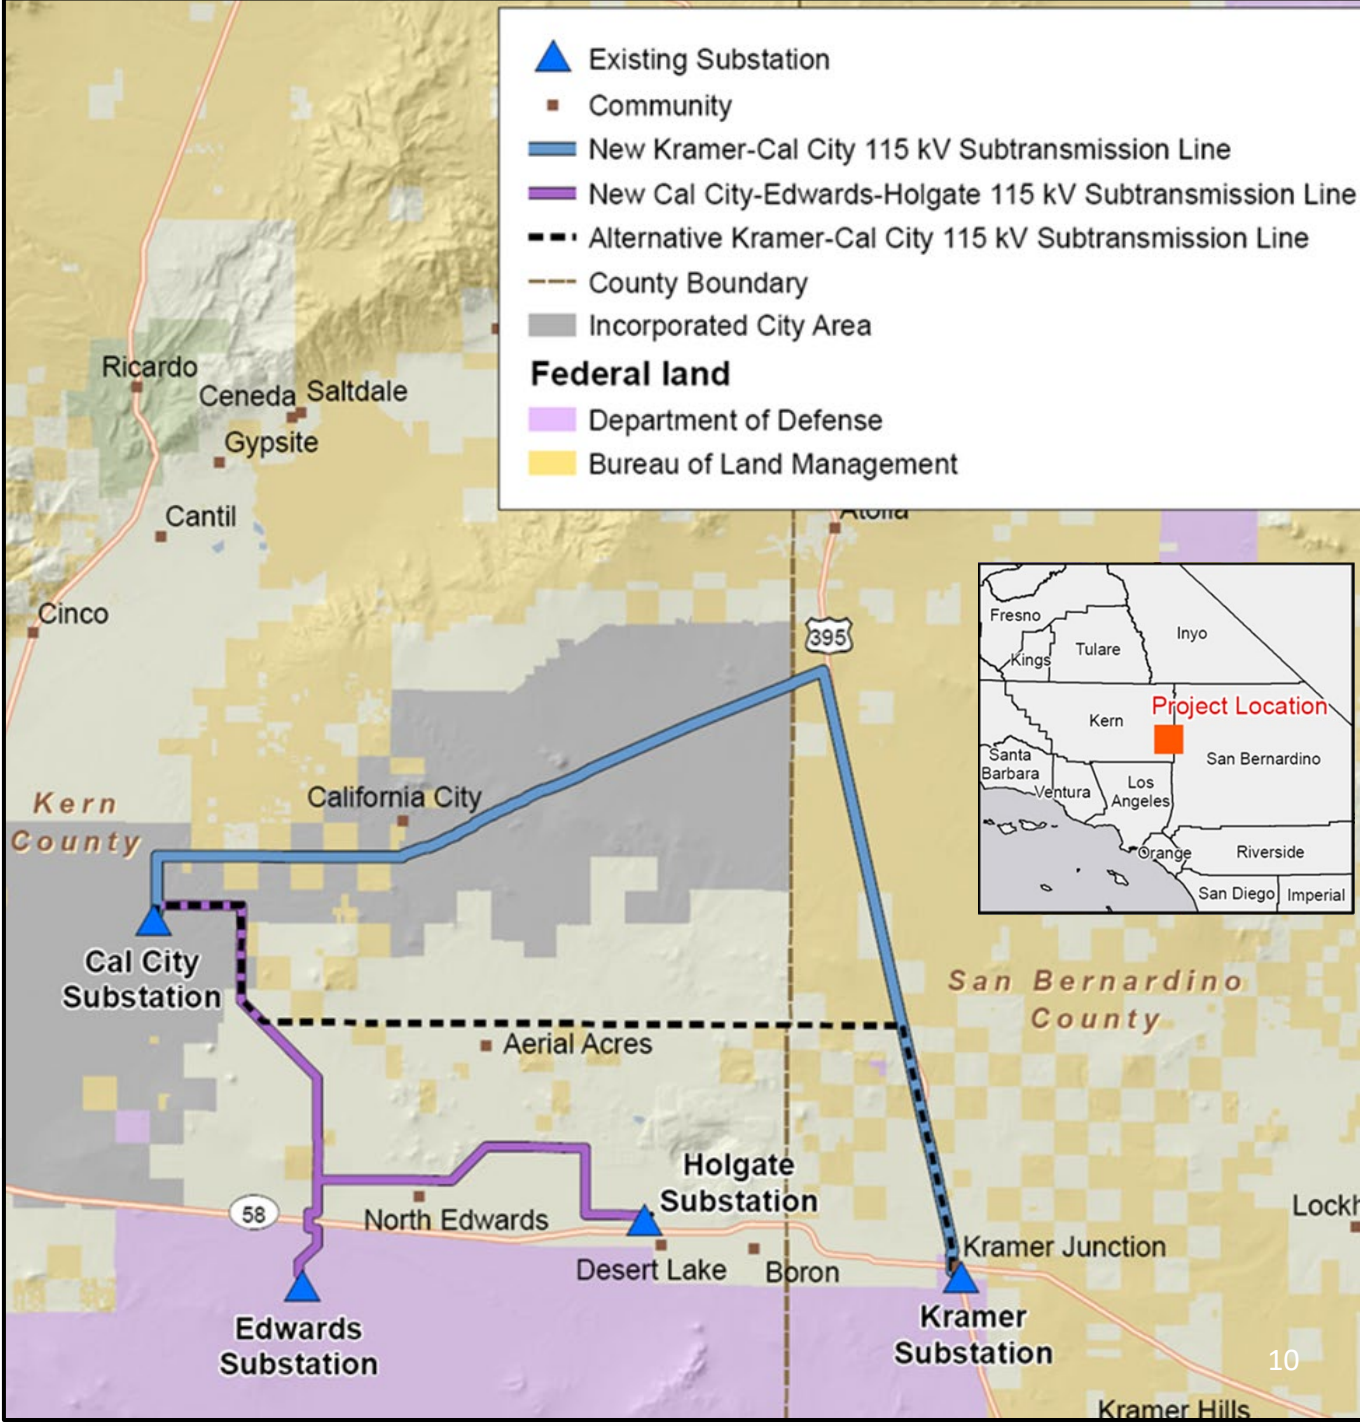 Existing Substation
Community
New Kramer-Cal City 115 kV Subtransmission Line
New Cal City-Edwards-Holgate 115 kV Subtransmission Line
Alternative Kramer-Cal City 115 kV Subtransmission Line
County Boundary
Incorporated City Area
Federal land
Department of Defense
Bureau of Land Management
Ricardo
Ceneda
Saltdale
Gypsite
Cantil
Cinco
395
Fresno
Inyo
Kings
Tulare
Kern
Project Location
Santa
Barbara
Ventura
Los
Angeles
San Bernardino
Orange
Riverside
San Diego
Imperial
California City
Kern
County
Cal City
Substation
San Bernardino
County
Aerial Acres
Holgate
Substation
58
North Edwards
Desert Lake
Boron
Kramer Junction
Edwards
Substation
Kramer
Substation
10
Kramer Hills